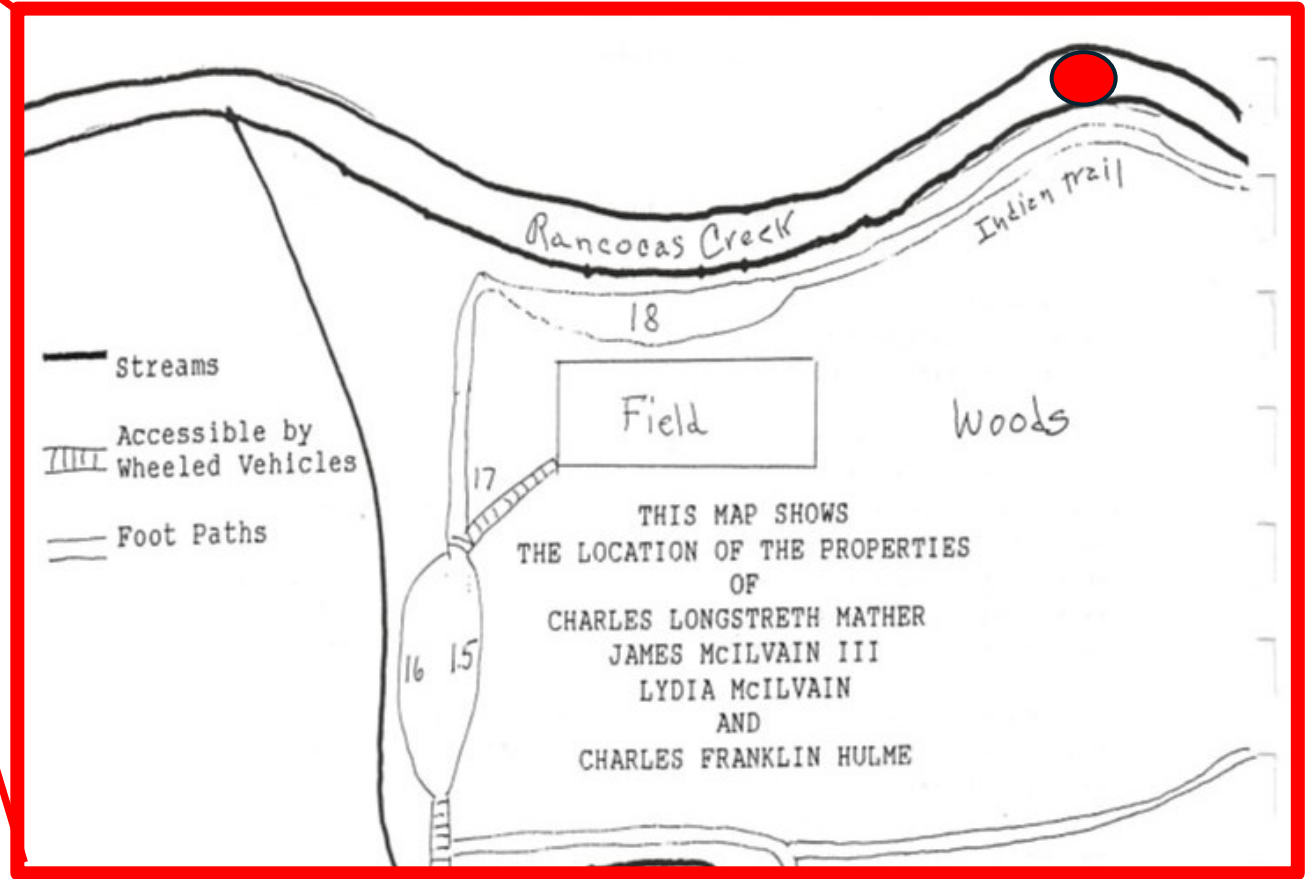 Rancocas Creek
Indian trail
18
Streams
Accessible by
Wheeled Vehicles
Foot Paths
Field
Woods
17
THIS MAP SHOWS
THE LOCATION OF THE PROPERTIES
OF
CHARLES LONGSTRETH MATHER
JAMES McILVAIN III
LYDIA McILVAIN
AND
CHARLES FRANKLIN HULME
16
15